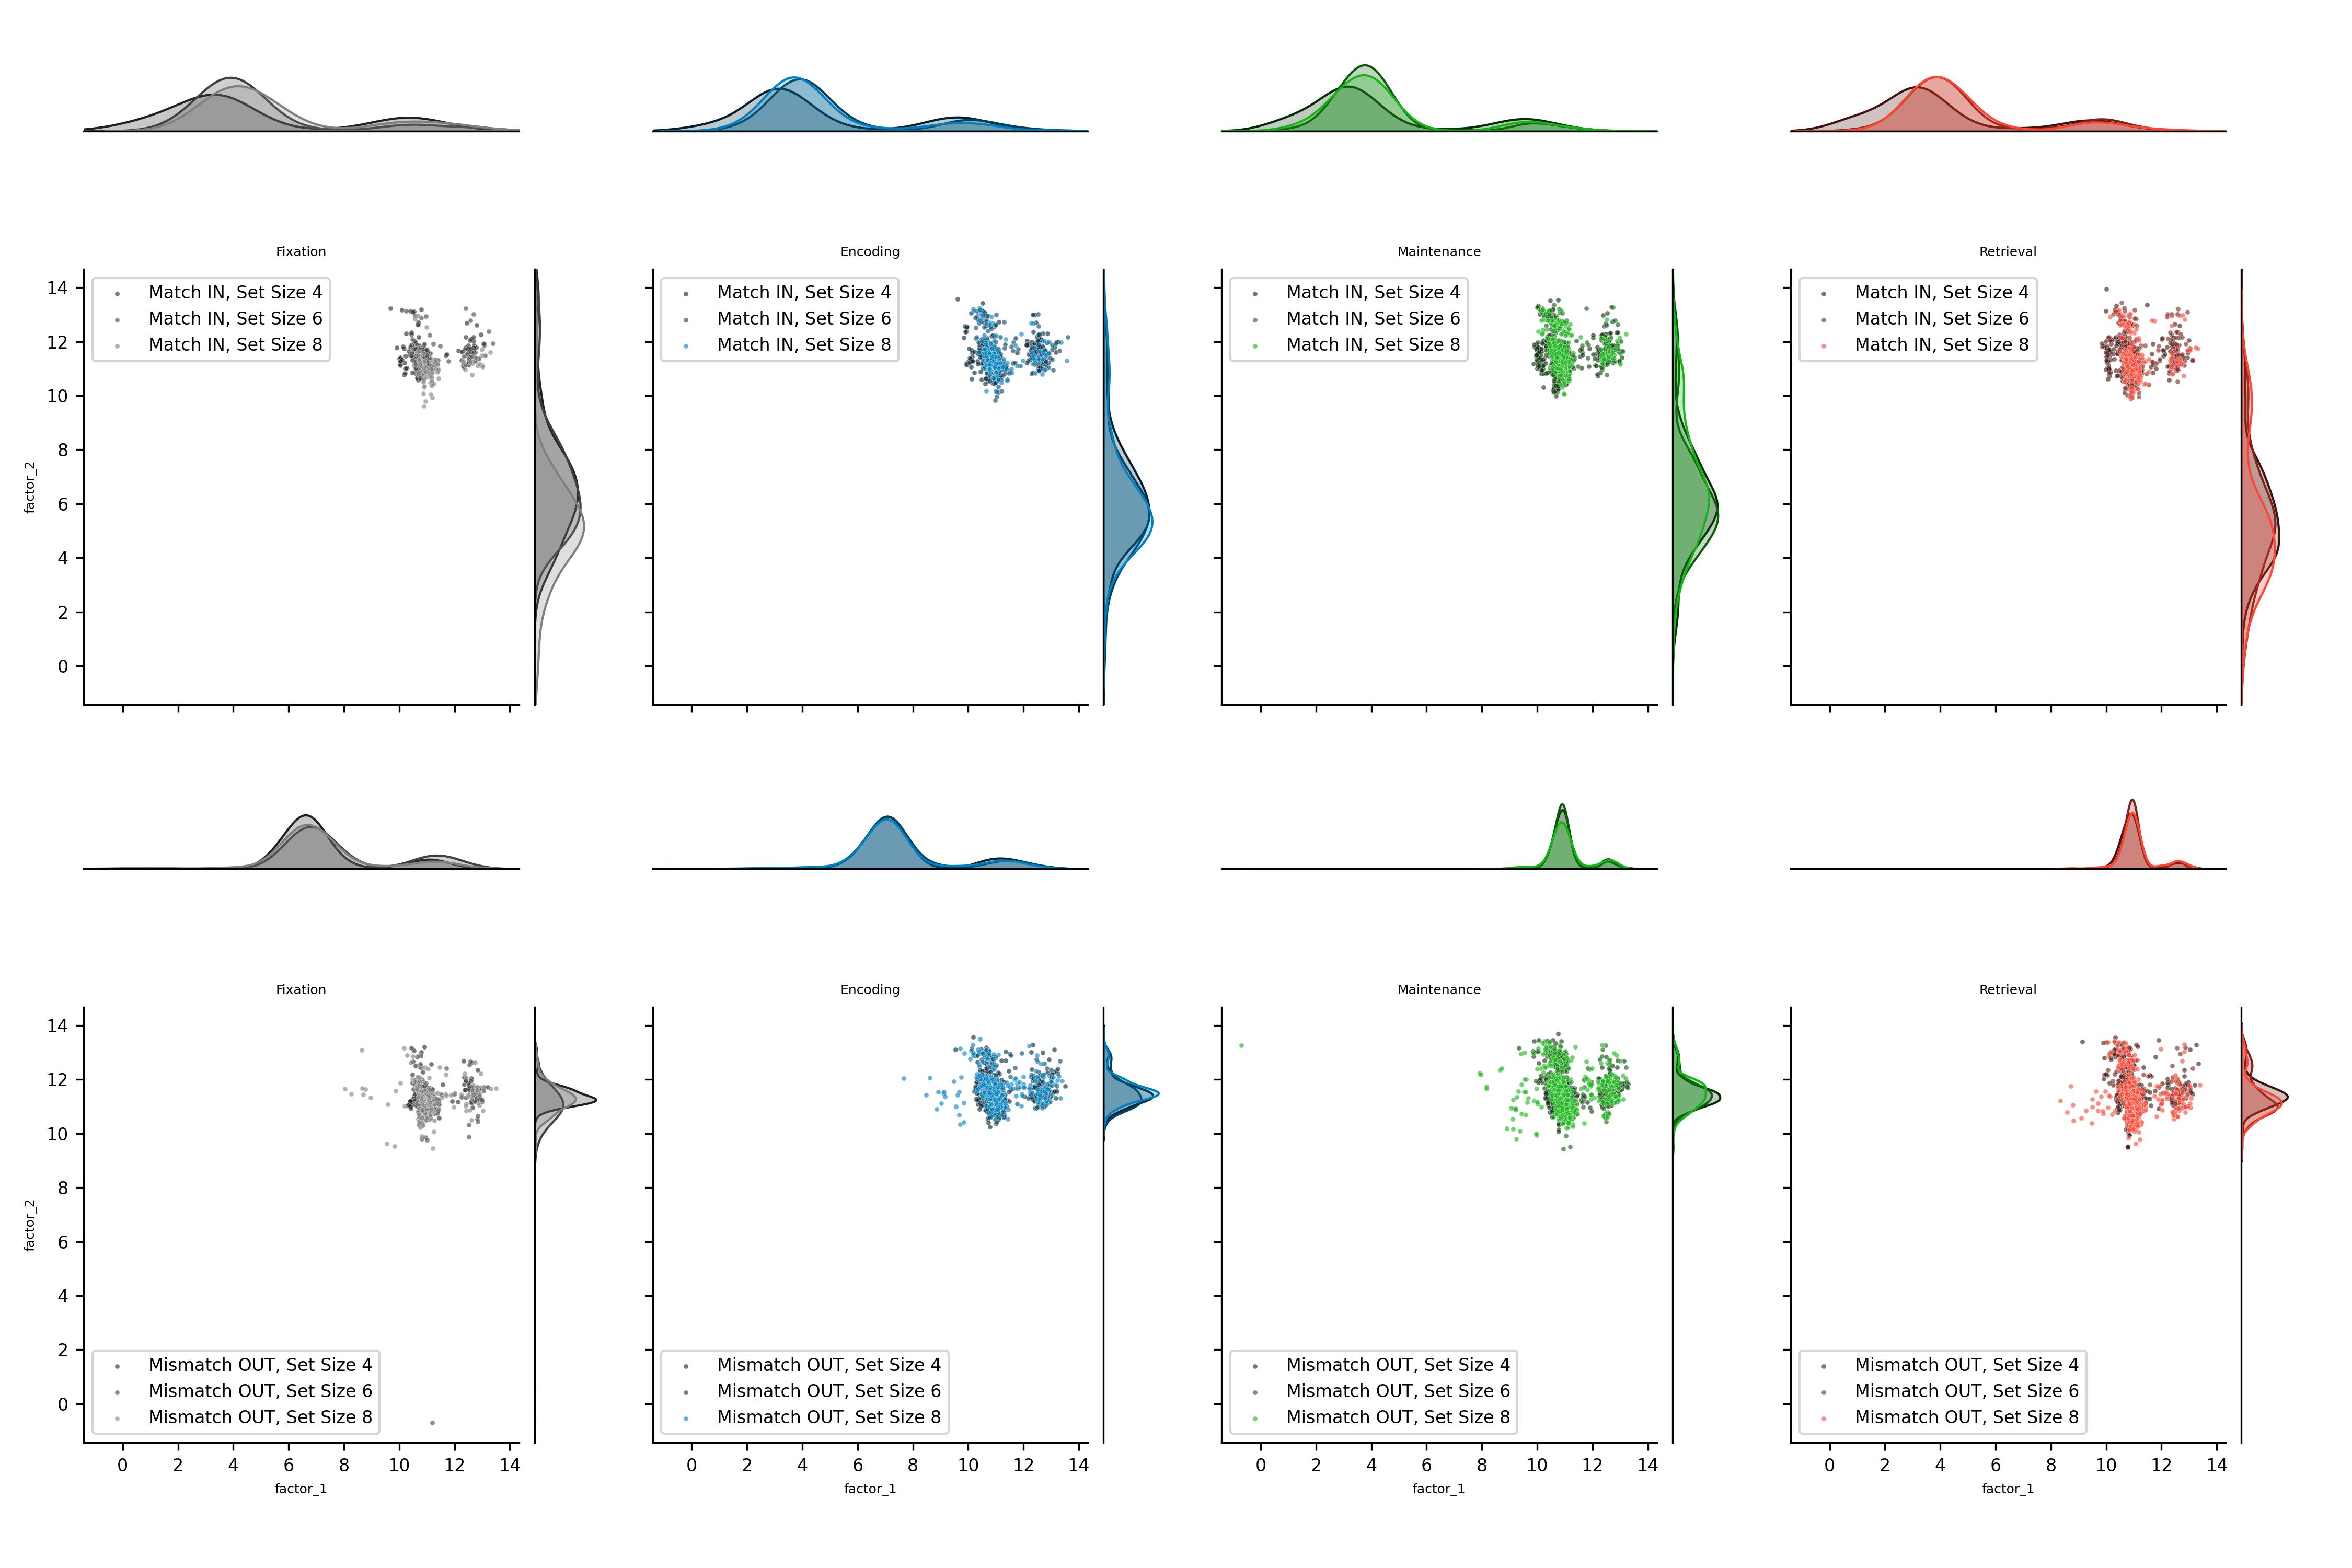 Fixation
Encoding
Maintenance
Retrieval
14
12
10
8
6
4
2
0
factor_2
Match IN, Set Size 4
Match IN, Set Size 6
Match IN, Set Size 8
Match IN, Set Size 4
Match IN, Set Size 6
Match IN, Set Size 8
Match IN, Set Size 4
Match IN, Set Size 6
Match IN, Set Size 8
Match IN, Set Size 4
Match IN, Set Size 6
Match IN, Set Size 8
Fixation
Encoding
Maintenance
Retrieval
14
12
10
8
6
4
2
0
factor_2
Mismatch OUT, Set Size 4
Mismatch OUT, Set Size 6
Mismatch OUT, Set Size 8
Mismatch OUT, Set Size 4
Mismatch OUT, Set Size 6
Mismatch OUT, Set Size 8
Mismatch OUT, Set Size 4
Mismatch OUT, Set Size 6
Mismatch OUT, Set Size 8
Mismatch OUT, Set Size 4
Mismatch OUT, Set Size 6
Mismatch OUT, Set Size 8
0 2 4 6 8 10 12 14
0 2 4 6 8 10 12 14
0 2 4 6 8 10 12 14
0 2 4 6 8 10 12 14
factor_1
factor_1
factor_1
factor_1